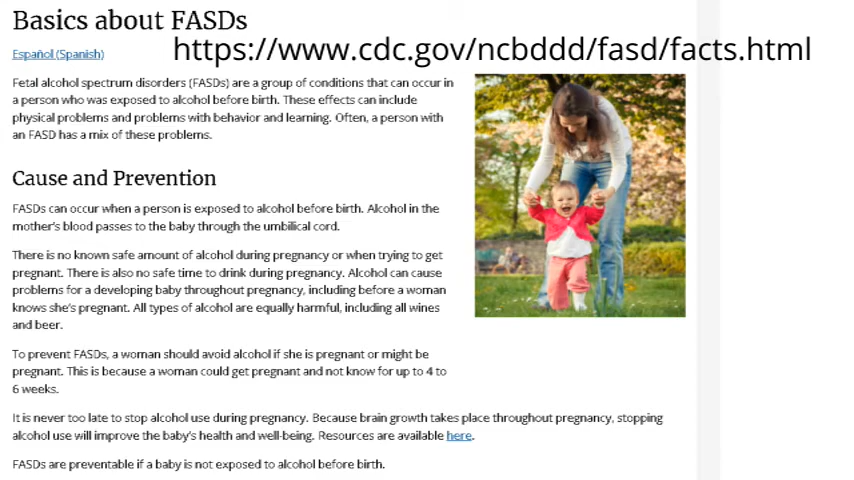 Basics about FASDs
Español (Spanish)
https://www.cdc.gov/ncbddd/fasd/facts.html
Fetal alcohol spectrum disorders (FASDs) are a group of conditions that can occur in
a person who was exposed to alcohol before birth. These effects can include
physical problems and problems with behavior and learning. Often, a person with
an FASD has a mix of these problems.
Cause and Prevention
FASDs can occur when a person is exposed to alcohol before birth. Alcohol in the
mother's blood passes to the baby through the umbilical cord.
There is no known safe amount of alcohol during pregnancy or when trying to get
pregnant. There is also no safe time to drink during pregnancy. Alcohol can cause
problems for a developing baby throughout pregnancy, including before a woman
knows she's pregnant. All types of alcohol are equally harmful, including all wines
and beer.
To prevent FASDs, a woman should avoid alcohol if she is pregnant or might be
pregnant. This is because a woman could get pregnant and not know for up to 4 to
6 weeks.
It is never too late to stop alcohol use during pregnancy. Because brain growth takes place throughout pregnancy, stopping
alcohol use will improve the baby's health and well-being. Resources are available here.
FASDs are preventable if a baby is not exposed to alcohol before birth.